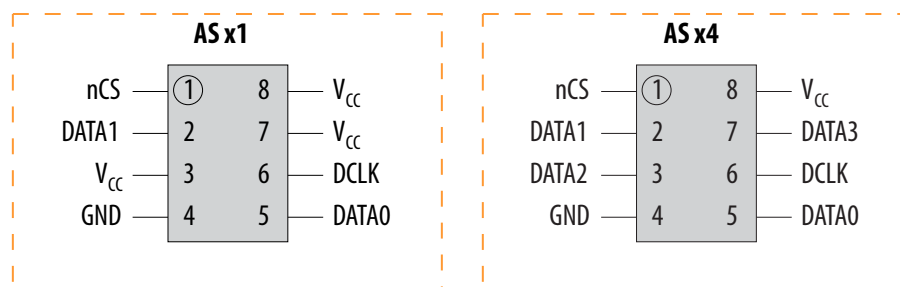 AS x1
nCS 1 8 VCC
DATA1 2 7 VCC
VCC 3 6 DCLK
GND 4 5 DATA0
AS x4
nCS 1 8 VCC
DATA1 2 7 DATA3
DATA2 3 6 DCLK
GND 4 5 DATA0